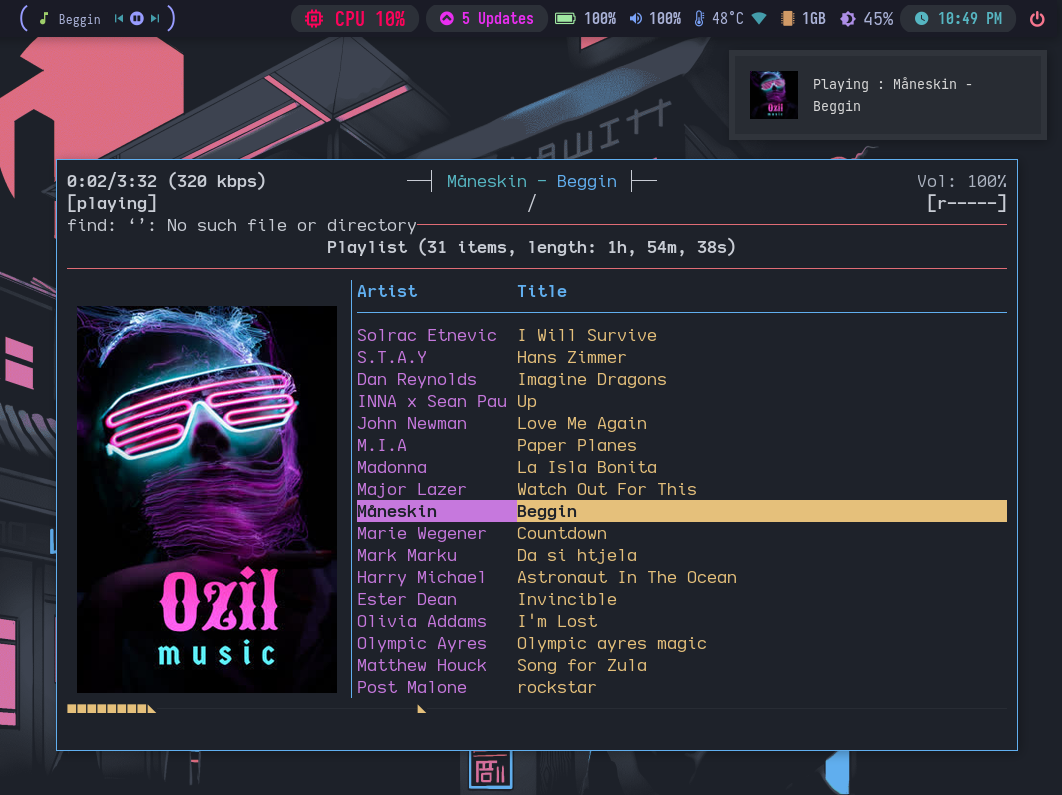 ( Beggin )
CPU 10%
5 Updates
100%
100%
48°C
1GB
45%
10:49 PM
Playing : Måneskin -
Beggin
0:02/3:32 (320 kbps)
Måneskin - Beggin
Vol: 100%
[playing]
/
[r-----]
find: ‘’: No such file or directory
Playlist (31 items, length: 1h, 54m, 38s)
Artist Title
Solrac Etnevic I Will Survive
S.T.A.Y Hans Zimmer
Dan Reynolds Imagine Dragons
INNA x Sean Pau Up
John Newman Love Me Again
M.I.A Paper Planes
Madonna La Isla Bonita
Major Lazer Watch Out For This
Måneskin Beggin
Marie Wegener Countdown
Mark Marku Da si htjela
Harry Michael Astronaut In The Ocean
Ester Dean Invincible
Olivia Addams I'm Lost
Olympic Ayres Olympic ayres magic
Matthew Houck Song for Zula
Post Malone rockstar
Ozil
music